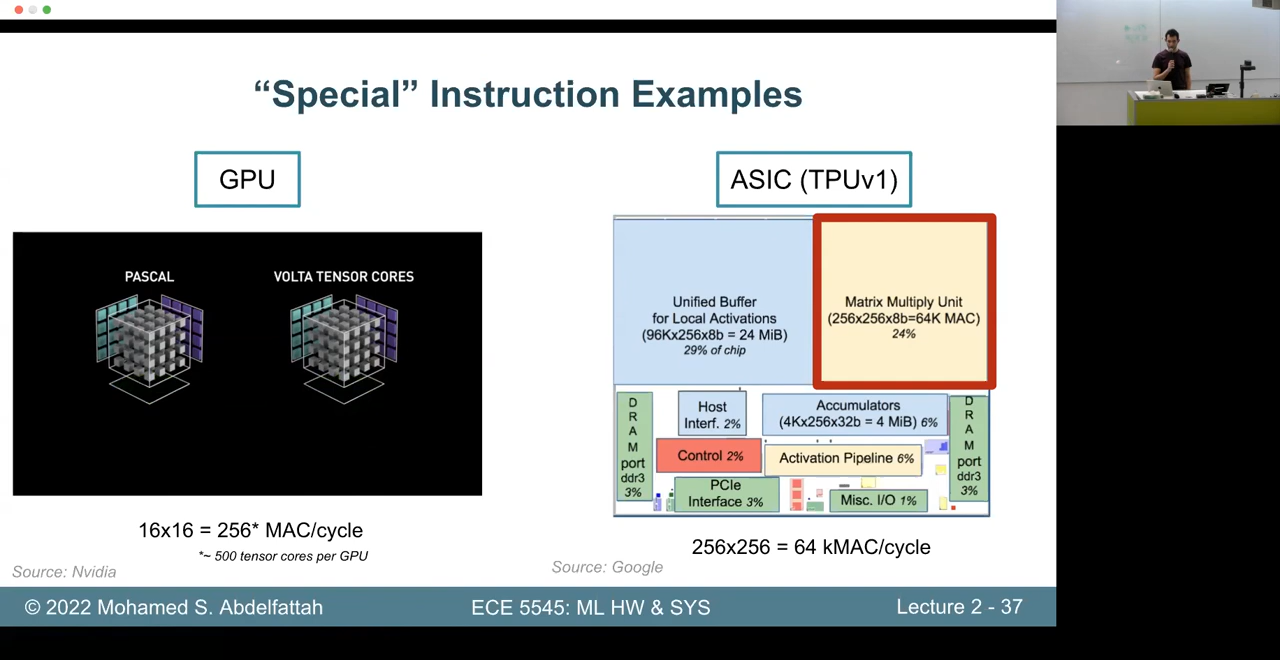 “Special” Instruction Examples
GPU
PASCAL
VOLTA TENSOR CORES
16x16 = 256* MAC/cycle
*~ 500 tensor cores per GPU
Source: Nvidia
ASIC (TPUv1)
Unified Buffer
for Local Activations
(96Kx256x8b = 24 MiB)
29% of chip
Matrix Multiply Unit
(256x256x8b=64K MAC)
24%
D
R
A
M
port
ddr3
3%
Host
Interf. 2%
Accumulators
(4Kx256x32b = 4 MiB) 6%
Control 2%
Activation Pipeline 6%
PCIe
Interface 3%
Misc. I/O 1%
D
R
A
M
port
ddr3
3%
256x256 = 64 kMAC/cycle
Source: Google
© 2022 Mohamed S. Abdelfattah
ECE 5545: ML HW & SYS
Lecture 2 - 37